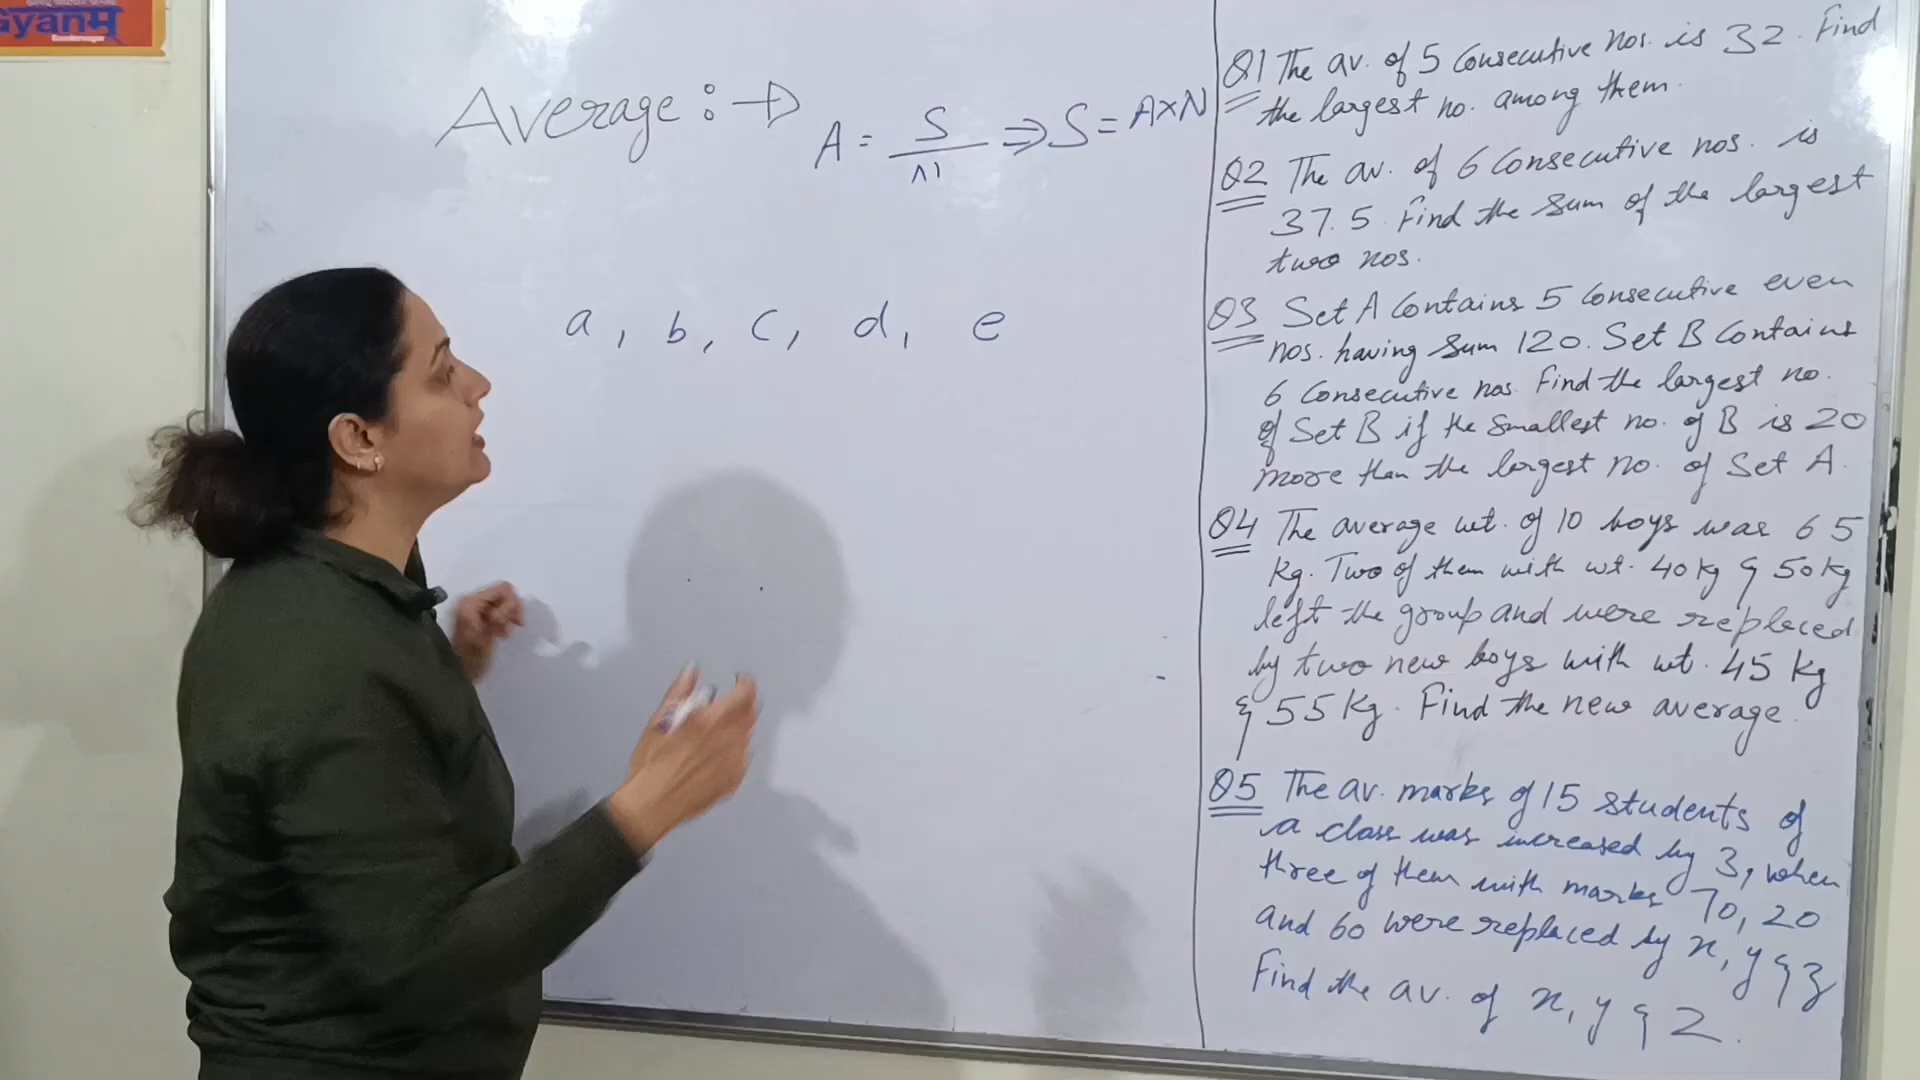 Gyanम
Average :→
A = S/N ⇒ S = A×N
a, b, c, d, e
Q1 The av. of 5 Consecutive nos. is 32. Find
the largest no. among them.
Q2 The av. of 6 Consecutive nos. is
37.5. Find the sum of the largest
two nos.
Q3 Set A Contains 5 Consecutive even
nos. having sum 120. Set B Contains
6 Consecutive nos. Find the largest no.
of Set B if the smallest no. of B is 20
more than the largest no. of Set A.
Q4 The average wt. of 10 boys was 65
kg. Two of them with wt. 40 kg & 50 kg
left the group and were replaced
by two new boys with wt. 45 kg
& 55 kg. Find the new average.
Q5 The av. marks of 15 students of
a class was increased by 3, when
three of them with marks 70, 20
and 60 were replaced by x, y & z
Find the av. of x, y & z.